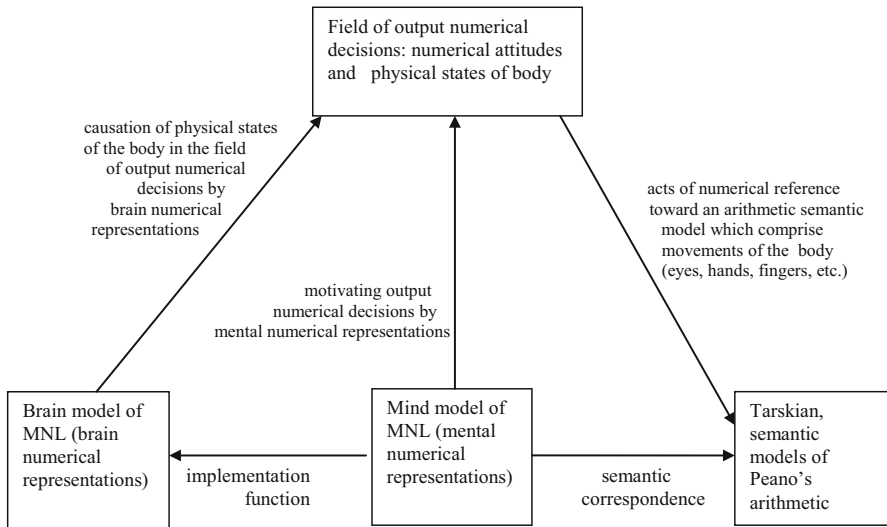 Field of output numerical
decisions: numerical attitudes
and physical states of body
causation of physical states
of the body in the field
of output numerical
decisions by
brain numerical
representations
acts of numerical reference
toward an arithmetic semantic
model which comprise
movements of the body
(eyes, hands, fingers, etc.)
motivating output
numerical decisions by
mental numerical representations
Brain model of
MNL (brain
numerical
representations)
implementation
function
Mind model of
MNL (mental
numerical
representations)
semantic
correspondence
Tarskian,
semantic
models of
Peano's
arithmetic